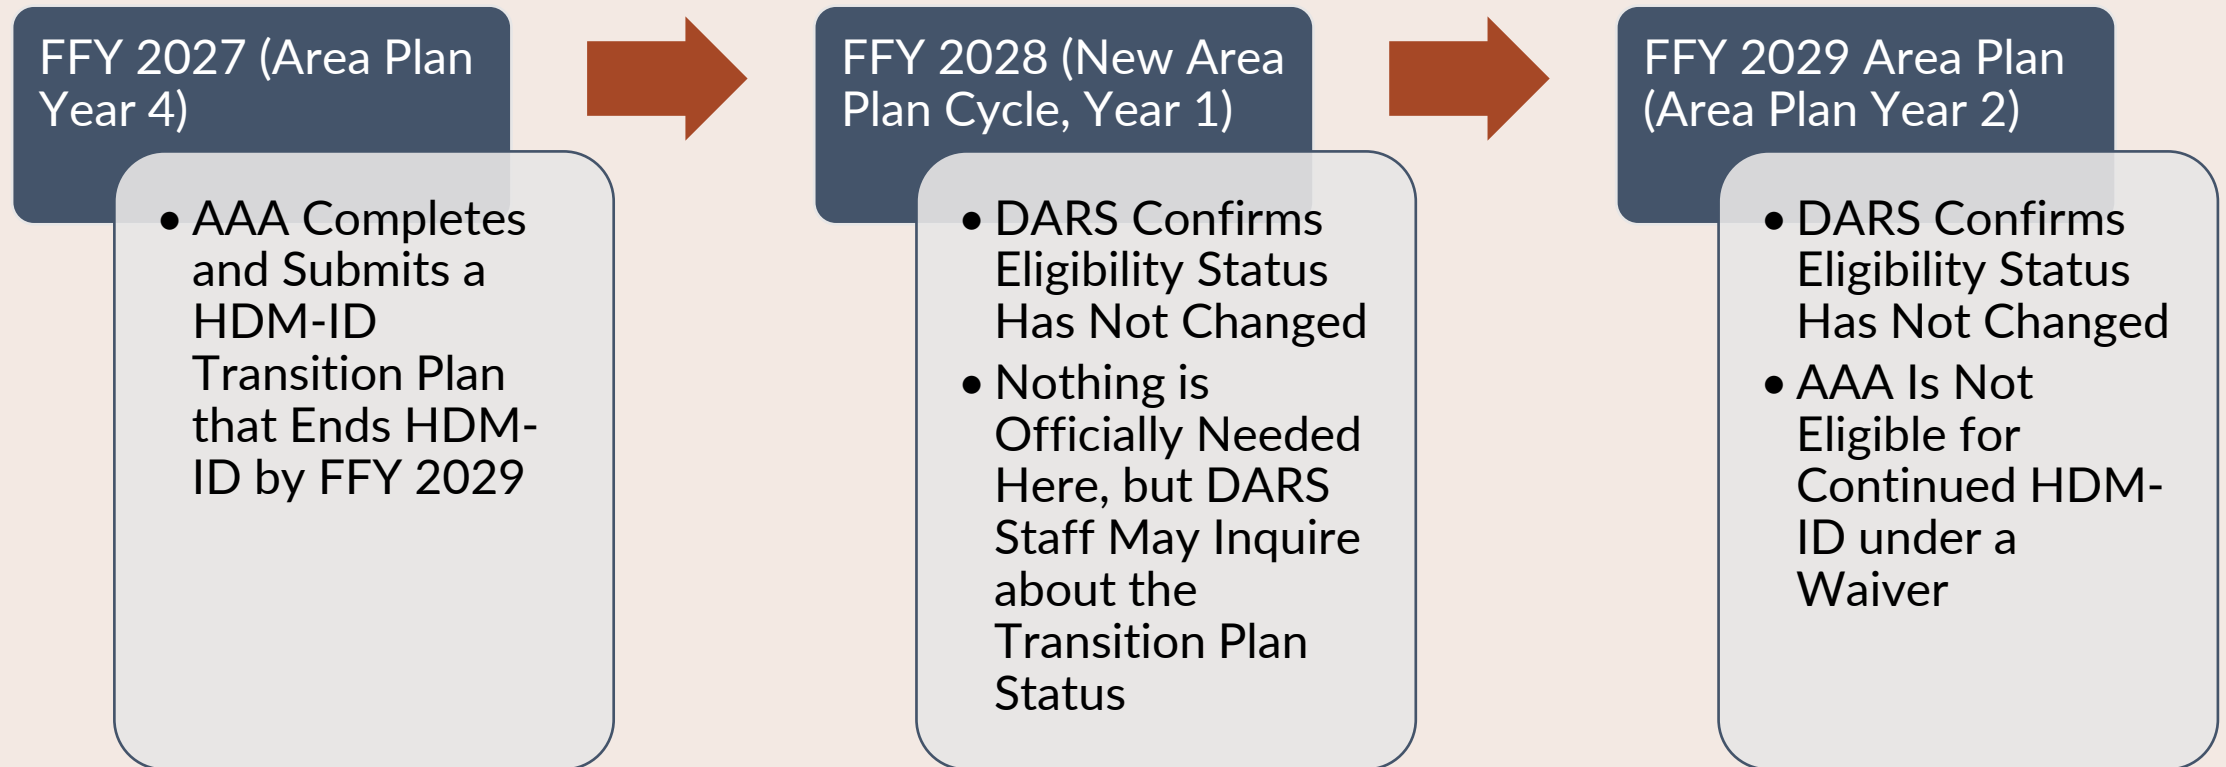 FFY 2027 (Area Plan
Year 4)
• AAA Completes
and Submits a
HDM-ID
Transition Plan
that Ends HDM-
ID by FFY 2029
FFY 2028 (New Area
Plan Cycle, Year 1)
• DARS Confirms
Eligibility Status
Has Not Changed
• Nothing is
Officially Needed
Here, but DARS
Staff May Inquire
about the
Transition Plan
Status
FFY 2029 Area Plan
(Area Plan Year 2)
• DARS Confirms
Eligibility Status
Has Not Changed
• AAA Is Not
Eligible for
Continued HDM-
ID under a
Waiver